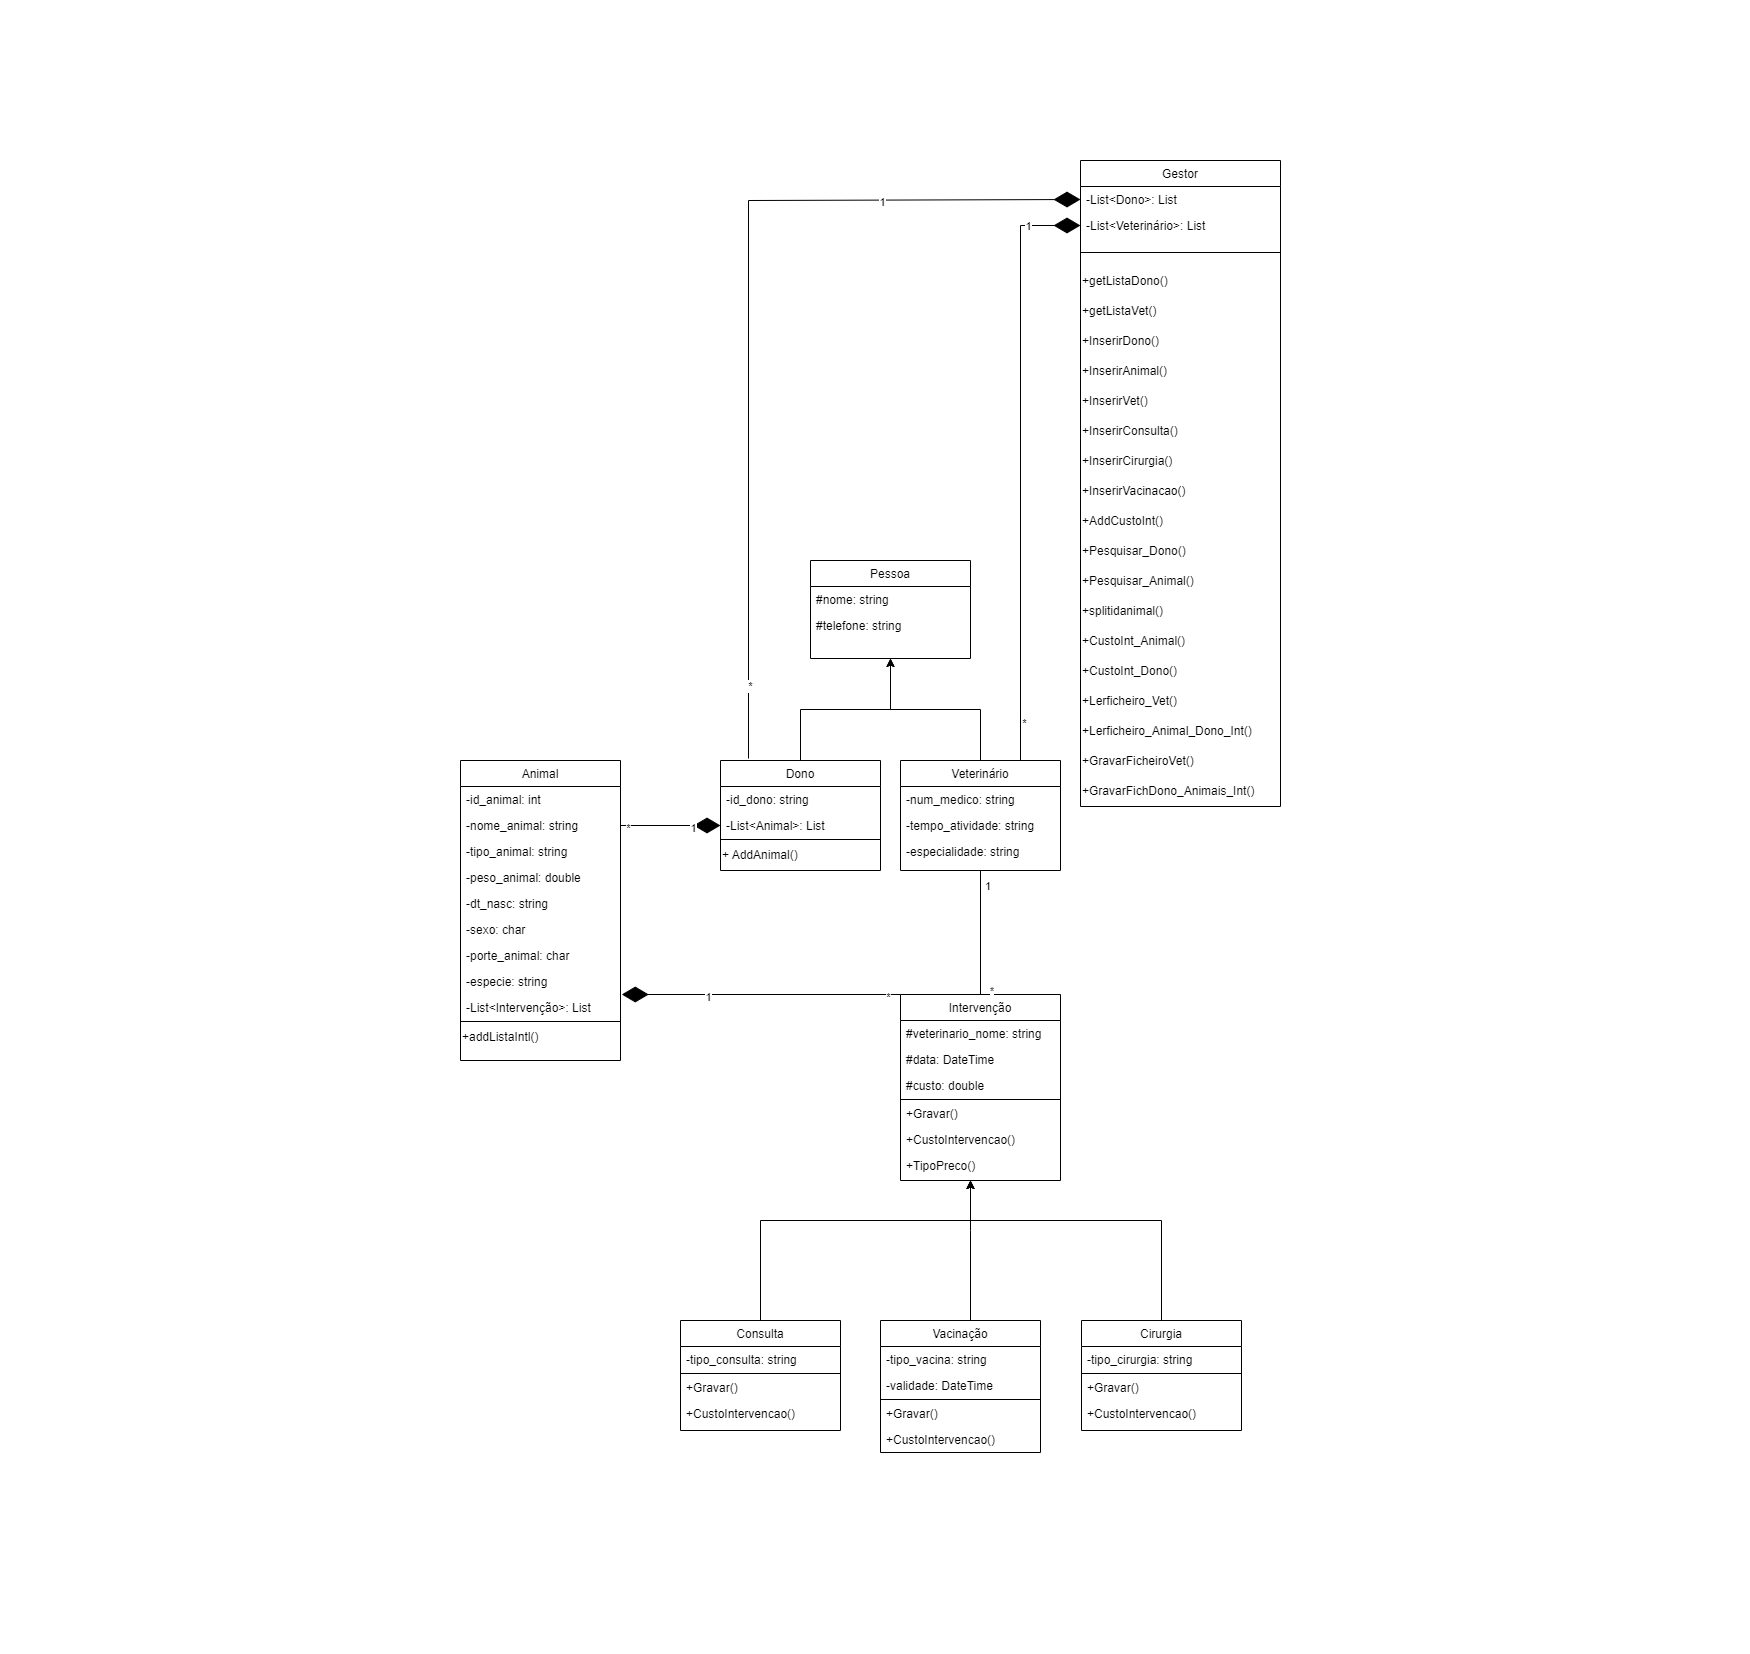 Gestor
-List<Dono>: List
-List<Veterinário>: List
+getListaDono()
+getListaVet()
+InserirDono()
+InserirAnimal()
+InserirVet()
+InserirConsulta()
+InserirCirurgia()
+InserirVacinacao()
+AddCustoInt()
+Pesquisar_Dono()
+Pesquisar_Animal()
+splitidanimal()
+CustoInt_Animal()
+CustoInt_Dono()
+Lerficheiro_Vet()
+Lerficheiro_Animal_Dono_Int()
+GravarFicheiroVet()
+GravarFichDono_Animais_Int()
1
1
*
*
Pessoa
#nome: string
#telefone: string
Animal
-id_animal: int
-nome_animal: string
-tipo_animal: string
-peso_animal: double
-dt_nasc: string
-sexo: char
-porte_animal: char
-especie: string
-List<Intervenção>: List
+addListaIntl()
*
1
Dono
-id_dono: string
-List<Animal>: List
+ AddAnimal()
Veterinário
-num_medico: string
-tempo_atividade: string
-especialidade: string
1
*
1
*
Intervenção
#veterinario_nome: string
#data: DateTime
#custo: double
+Gravar()
+CustoIntervencao()
+TipoPreco()
Consulta
-tipo_consulta: string
+Gravar()
+CustoIntervencao()
Vacinação
-tipo_vacina: string
-validade: DateTime
+Gravar()
+CustoIntervencao()
Cirurgia
-tipo_cirurgia: string
+Gravar()
+CustoIntervencao()